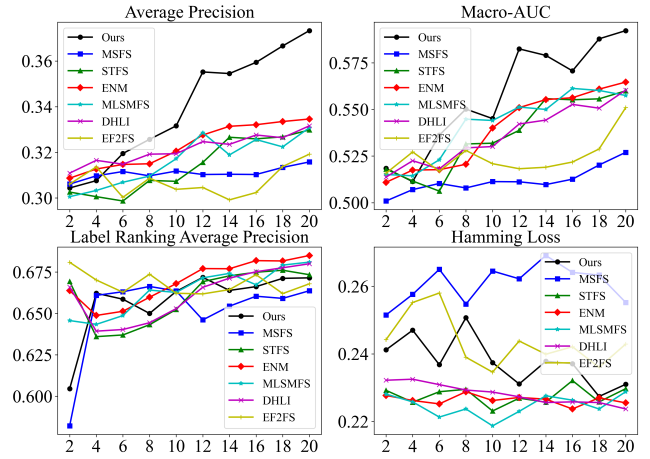 Average Precision
0.36
0.34
0.32
0.30
Ours
MSFS
STFS
ENM
MLSMFS
DHLI
EF2FS
2 4 6 8 10 12 14 16 18 20
Macro-AUC
0.575
0.550
0.525
0.500
Ours
MSFS
STFS
ENM
MLSMFS
DHLI
EF2FS
2 4 6 8 10 12 14 16 18 20
Label Ranking Average Precision
0.675
0.650
0.625
0.600
Ours
MSFS
STFS
ENM
MLSMFS
DHLI
EF2FS
2 4 6 8 10 12 14 16 18 20
Hamming Loss
0.26
0.24
0.22
Ours
MSFS
STFS
ENM
MLSMFS
DHLI
EF2FS
2 4 6 8 10 12 14 16 18 20